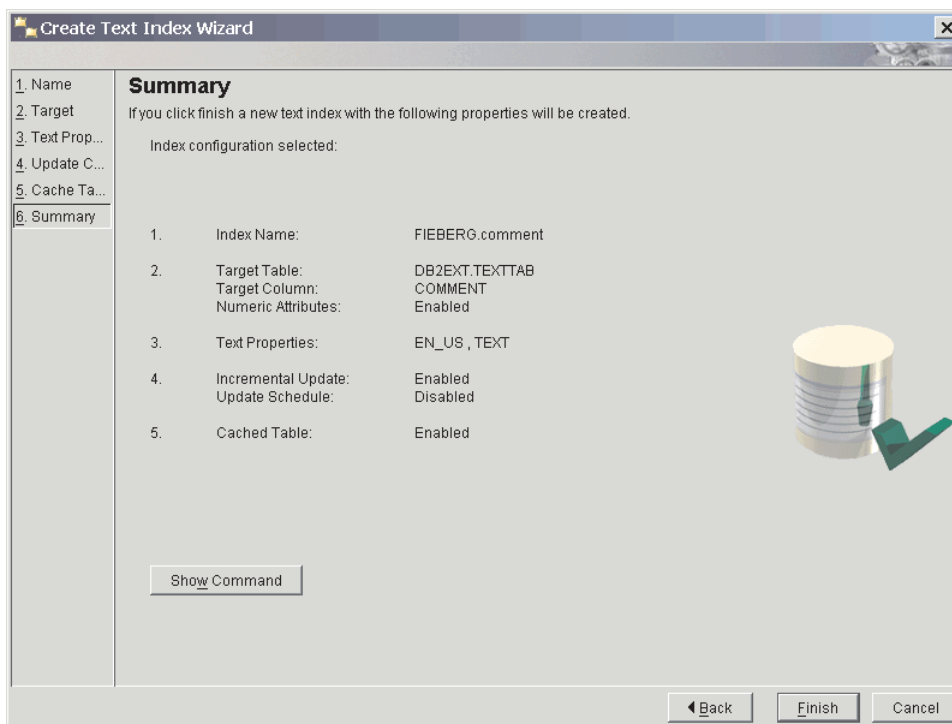 Create Text Index Wizard
1. Name
2. Target
3. Text Prop...
4. Update C...
5. Cache Ta...
6. Summary
Summary
If you click finish a new text index with the following properties will be created.
Index configuration selected:
1. Index Name: FIEBERG.comment
2. Target Table: DB2EXT.TEXTTAB
Target Column: COMMENT
Numeric Attributes: Enabled
3. Text Properties: EN_US , TEXT
4. Incremental Update: Enabled
Update Schedule: Disabled
5. Cached Table: Enabled
Show Command
Back Finish Cancel